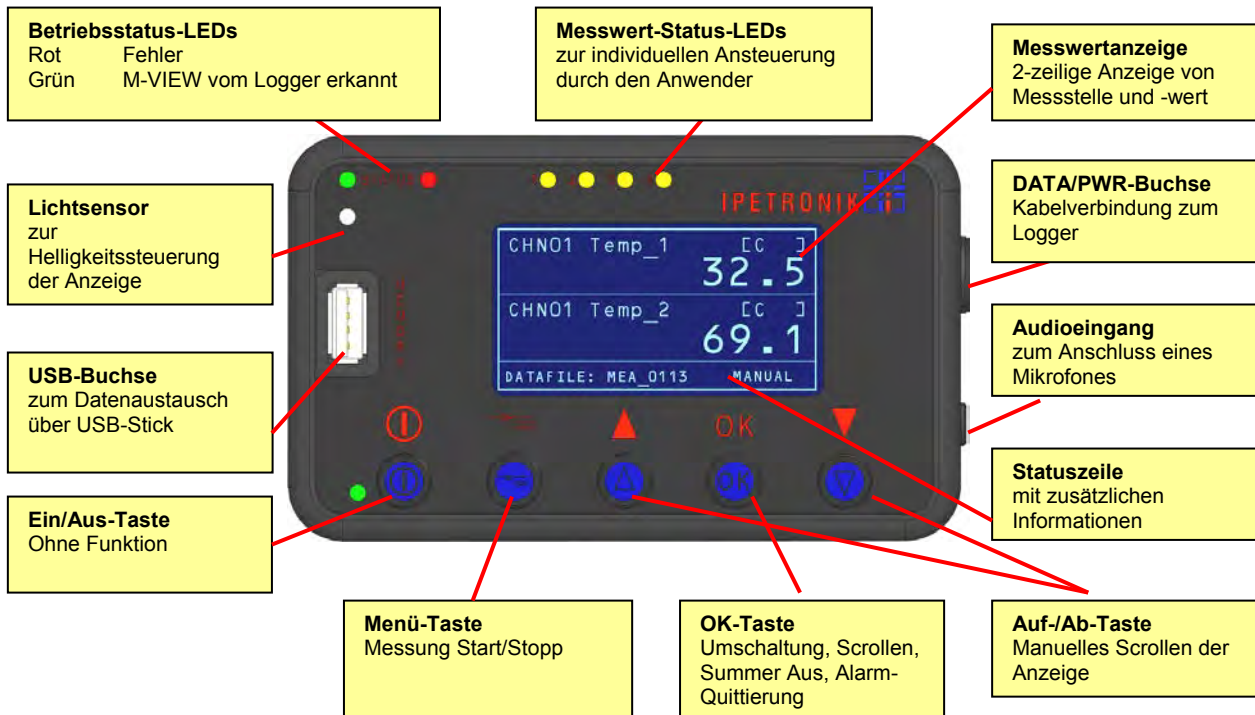 Betriebsstatus-LEDs
Rot Fehler
Grün M-VIEW vom Logger erkannt
Messwert-Status-LEDs
zur individuellen Ansteuerung
durch den Anwender
Messwertanzeige
2-zeilige Anzeige von
Messstelle und -wert
Lichtsensor
zur
Helligkeitssteuerung
der Anzeige
DATA/PWR-Buchse
Kabelverbindung zum
Logger
IPETRONIK
CHNO1 Temp_1 [C ]
32.5
CHNO1 Temp_2 [C ]
69.1
DATAFILE: MEA_0113 MANUAL
USB-Buchse
zum Datenaustausch
über USB-Stick
Audioeingang
zum Anschluss eines
Mikrofones
OK
OK
Ein/Aus-Taste
Ohne Funktion
Statuszeile
mit zusätzlichen
Informationen
Menü-Taste
Messung Start/Stopp
OK-Taste
Umschaltung, Scrollen,
Summer Aus, Alarm-
Quittierung
Auf-/Ab-Taste
Manuelles Scrollen der
Anzeige